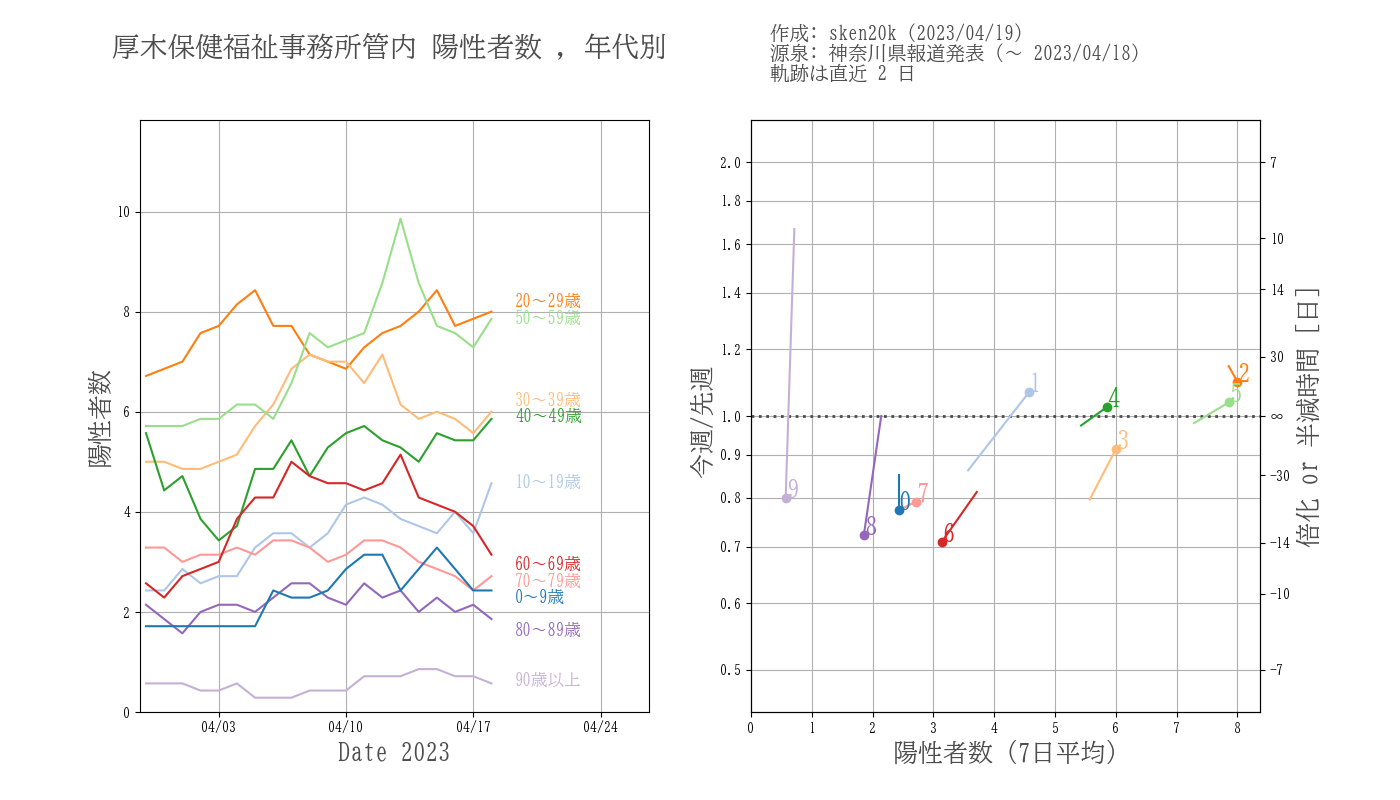 厚木保健福祉事務所管内 陽性者数 , 年代別
作成: sken20k (2023/04/19)
源泉: 神奈川県報道発表 (〜 2023/04/18)
軌跡は直近 2 日
陽性者数
10
8
6
4
2
0
04/03
04/10
04/17
04/24
Date 2023
20〜29歳
50〜59歳
30〜39歳
40〜49歳
10〜19歳
60〜69歳
70〜79歳
0〜9歳
80〜89歳
90歳以上
今週/先週
2.0
1.8
1.6
1.4
1.2
1.0
0.9
0.8
0.7
0.6
0.5
9
8
0
7
6
1
4
3
2
5
0
1
2
3
4
5
6
7
8
陽性者数 (7日平均)
7
10
14
30
∞
-30
-14
-10
-7
倍化 or 半減時間 [日]